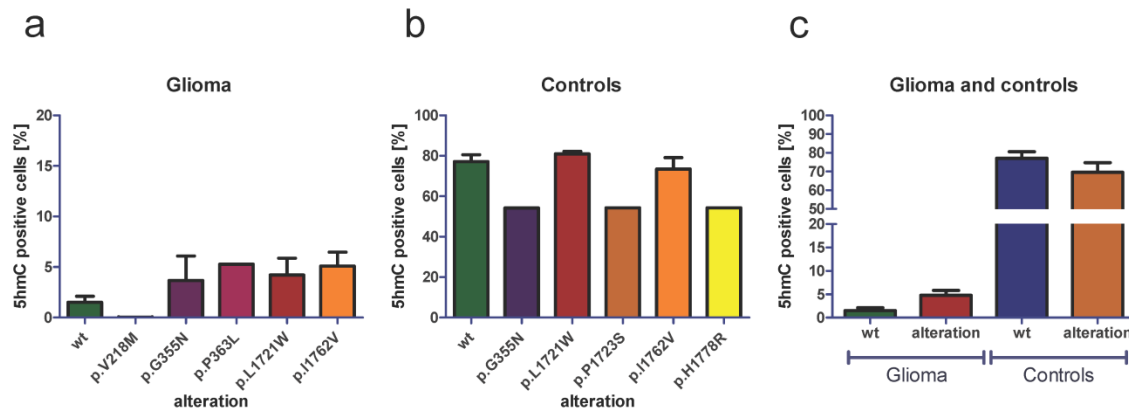 a
Glioma
5hmC positive cells [%]
20
15
10
5
0
wt
p.V218M
p.G355N
p.P363L
p.L1721W
p.I1762V
alteration
b
Controls
5hmC positive cells [%]
100
80
60
40
20
0
wt
p.G355N
p.L1721W
p.P1723S
p.I1762V
p.H1778R
alteration
c
Glioma and controls
5hmC positive cells [%]
100
90
80
70
60
50
20
15
10
5
0
wt
alteration
wt
alteration
Glioma
Controls